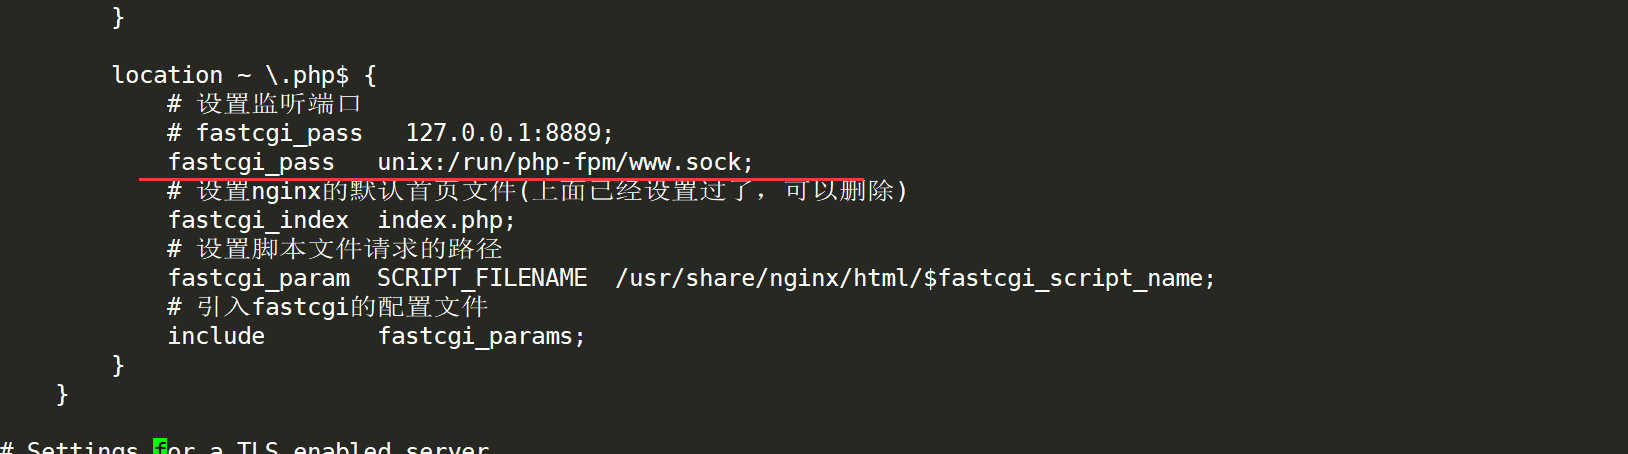 }
location ~ \.php$ {
# 设置监听端口
# fastcgi_pass   127.0.0.1:8889;
fastcgi_pass   unix:/run/php-fpm/www.sock;
# 设置nginx的默认首页文件(上面已经设置过了，可以删除)
fastcgi_index  index.php;
# 设置脚本文件请求的路径
fastcgi_param  SCRIPT_FILENAME  /usr/share/nginx/html/$fastcgi_script_name;
# 引入fastcgi的配置文件
include        fastcgi_params;
}
}
# Settings for a TLS enabled server